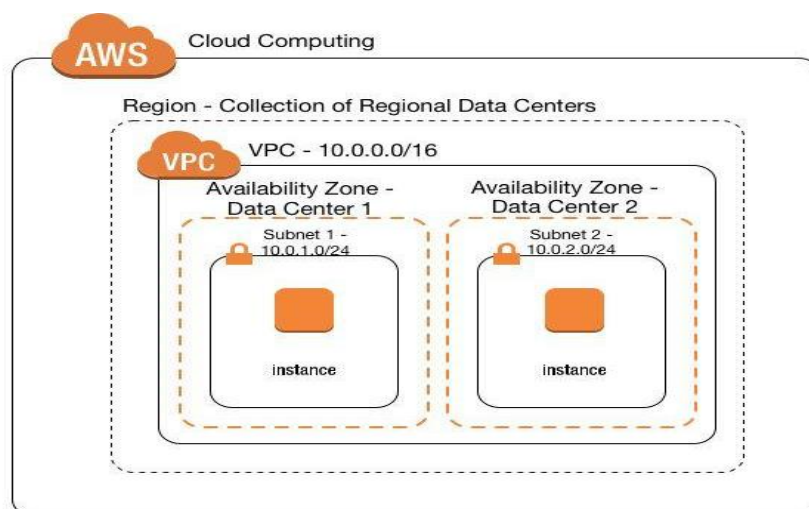 AWS
Cloud Computing
Region - Collection of Regional Data Centers
VPC
VPC - 10.0.0.0/16
Availability Zone -
Data Center 1
Subnet 1 -
10.0.1.0/24
instance
Availability Zone -
Data Center 2
Subnet 2 -
10.0.2.0/24
instance